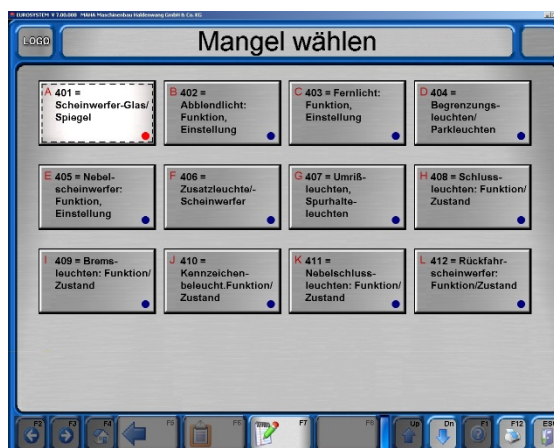 EUROSYSTEM V 7.00.000 MAHA Maschinenbau Haldenwang GmbH & Co. KG
LOGO
Mangel wählen
A 401 =
Scheinwerfer-Glas/
Spiegel
B 402 =
Abblendlicht:
Funktion,
Einstellung
C 403 = Fernlicht:
Funktion,
Einstellung
D 404 =
Begrenzungs-
leuchten/
Parkleuchten
E 405 = Nebel-
scheinwerfer:
Funktion,
Einstellung
F 406 =
Zusatzleuchte/-
Scheinwerfer
G 407 = Umriß-
leuchten,
Spurhalte-
leuchten
H 408 = Schluss-
leuchten: Funktion/
Zustand
I 409 = Brems-
leuchten: Funktion/
Zustand
J 410 =
Kennzeichen-
beleucht.Funktion/
Zustand
K 411 =
Nebelschluss-
leuchten: Funktion/
Zustand
L 412 = Rückfahr-
scheinwerfer:
Funktion/Zustand
F2 F3 F4 F5 F6 F7 F8 Up Dn F1 F12